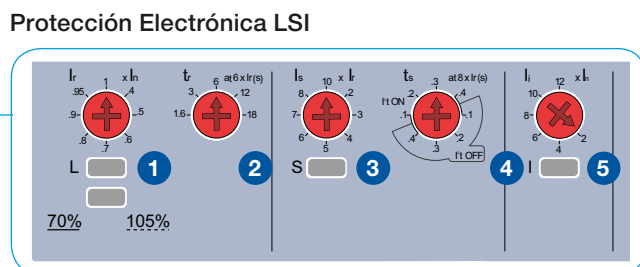 Protección Electrónica LSI
Ir 1 x In
.95 .4
.9 .5
.8 .6
.7
L 1
70% 105%
tr 6 at 6 x Ir(s)
3 12
1.6 18
2
Is 10 x Ir
8 2
7 3
6 4
5
S 3
ts .3 at 8 x Ir(s)
I²t ON .2 .4
.1 .1
.4 .2
.3
I²t OFF
4
Ii 12 x In
10
8
6 2
4
I 5